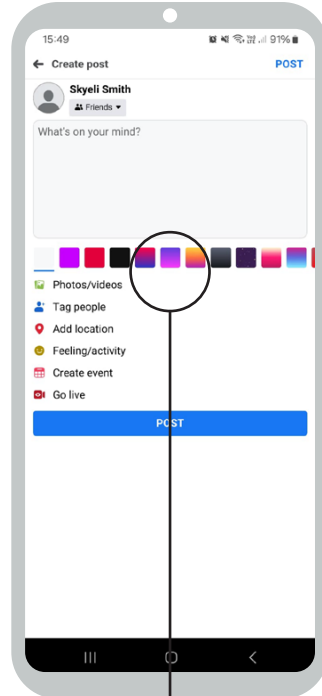 15:49 91%
Create post POST
Skyeli Smith
Friends
What's on your mind?
Photos/videos
Tag people
Add location
Feeling/activity
Create event
Go live
POST